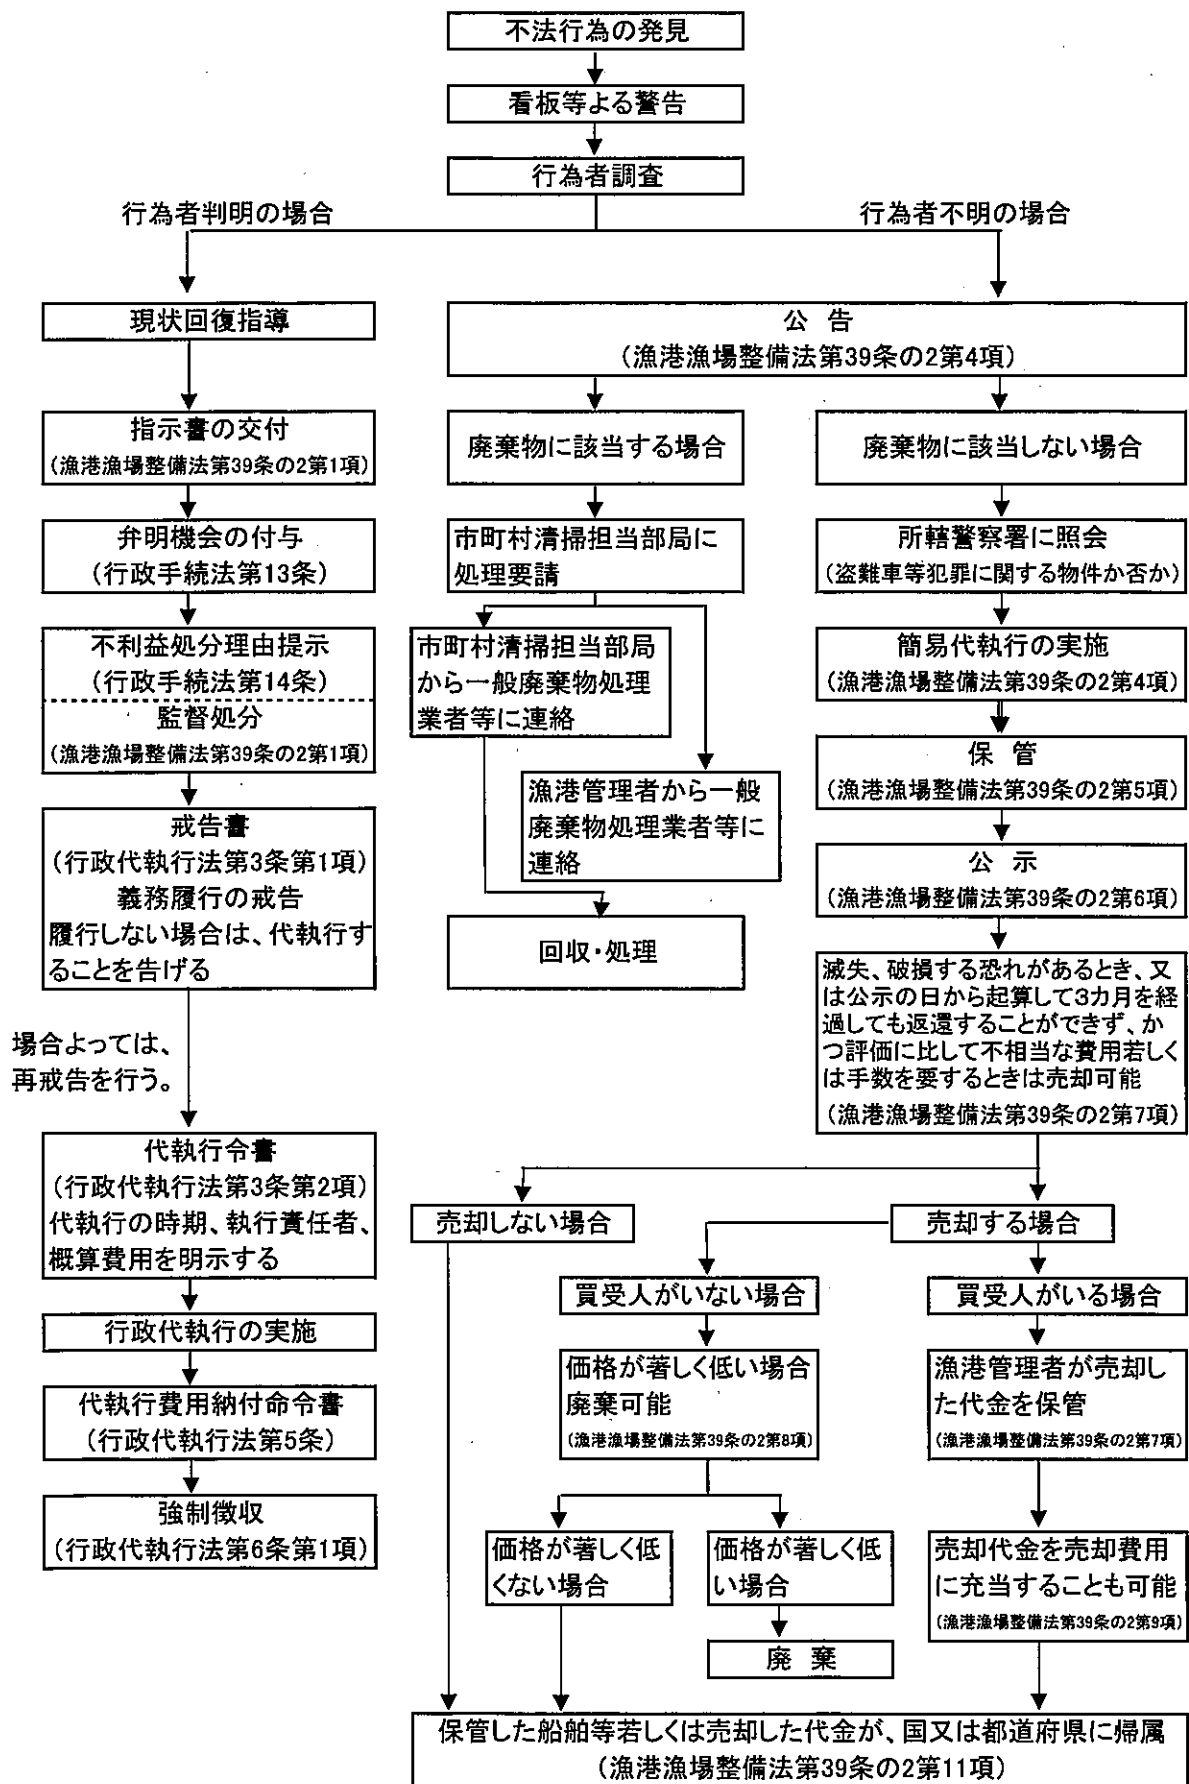 不法行為の発見
看板等よる警告
行為者調査
行為者判明の場合
行為者不明の場合
現状回復指導
指示書の交付
(漁港漁場整備法第39条の2第1項)
弁明機会の付与
(行政手続法第13条)
不利益処分理由提示
(行政手続法第14条)
監督処分
(漁港漁場整備法第39条の2第1項)
戒告書
(行政代執行法第3条第1項)
義務履行の戒告
履行しない場合は、代執行す
ることを告げる
場合よっては、
再戒告を行う。
代執行令書
(行政代執行法第3条第2項)
代執行の時期、執行責任者、
概算費用を明示する
行政代執行の実施
代執行費用納付命令書
(行政代執行法第5条)
強制徴収
(行政代執行法第6条第1項)
公 告
(漁港漁場整備法第39条の2第4項)
廃棄物に該当する場合
市町村清掃担当部局に
処理要請
市町村清掃担当部局
から一般廃棄物処理
業者等に連絡
漁港管理者から一般
廃棄物処理業者等に
連絡
回収・処理
廃棄物に該当しない場合
所轄警察署に照会
(盗難車等犯罪に関する物件か否か)
簡易代執行の実施
(漁港漁場整備法第39条の2第4項)
保 管
(漁港漁場整備法第39条の2第5項)
公 示
(漁港漁場整備法第39条の2第6項)
滅失、破損する恐れがあるとき、又
は公示の日から起算して3カ月を経
過しても返還することができず、か
つ評価に比して不相当な費用若しく
は手数を要するときは売却可能
(漁港漁場整備法第39条の2第7項)
売却しない場合
売却する場合
買受人がいない場合
価格が著しく低い場合
廃棄可能
(漁港漁場整備法第39条の2第8項)
価格が著しく低
くない場合
価格が著しく低
い場合
廃 棄
買受人がいる場合
漁港管理者が売却し
た代金を保管
(漁港漁場整備法第39条の2第7項)
売却代金を売却費用
に充当することも可能
(漁港漁場整備法第39条の2第9項)
保管した船舶等若しくは売却した代金が、国又は都道府県に帰属
(漁港漁場整備法第39条の2第11項)